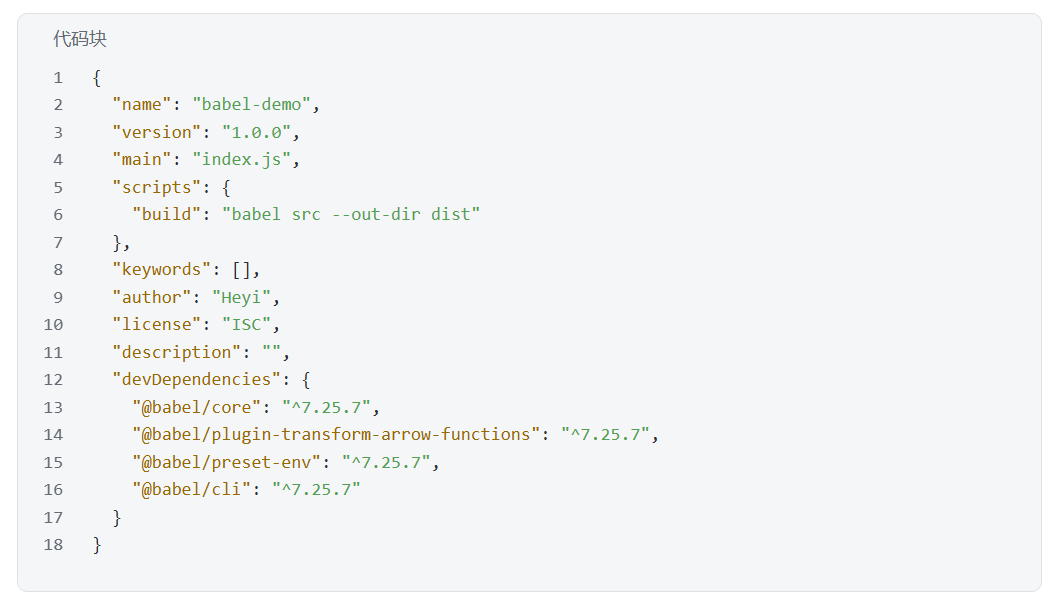 代码块
1 {
2   "name": "babel-demo",
3   "version": "1.0.0",
4   "main": "index.js",
5   "scripts": {
6     "build": "babel src --out-dir dist"
7   },
8   "keywords": [],
9   "author": "Heyi",
10   "license": "ISC",
11   "description": "",
12   "devDependencies": {
13     "@babel/core": "^7.25.7",
14     "@babel/plugin-transform-arrow-functions": "^7.25.7",
15     "@babel/preset-env": "^7.25.7",
16     "@babel/cli": "^7.25.7"
17   }
18 }